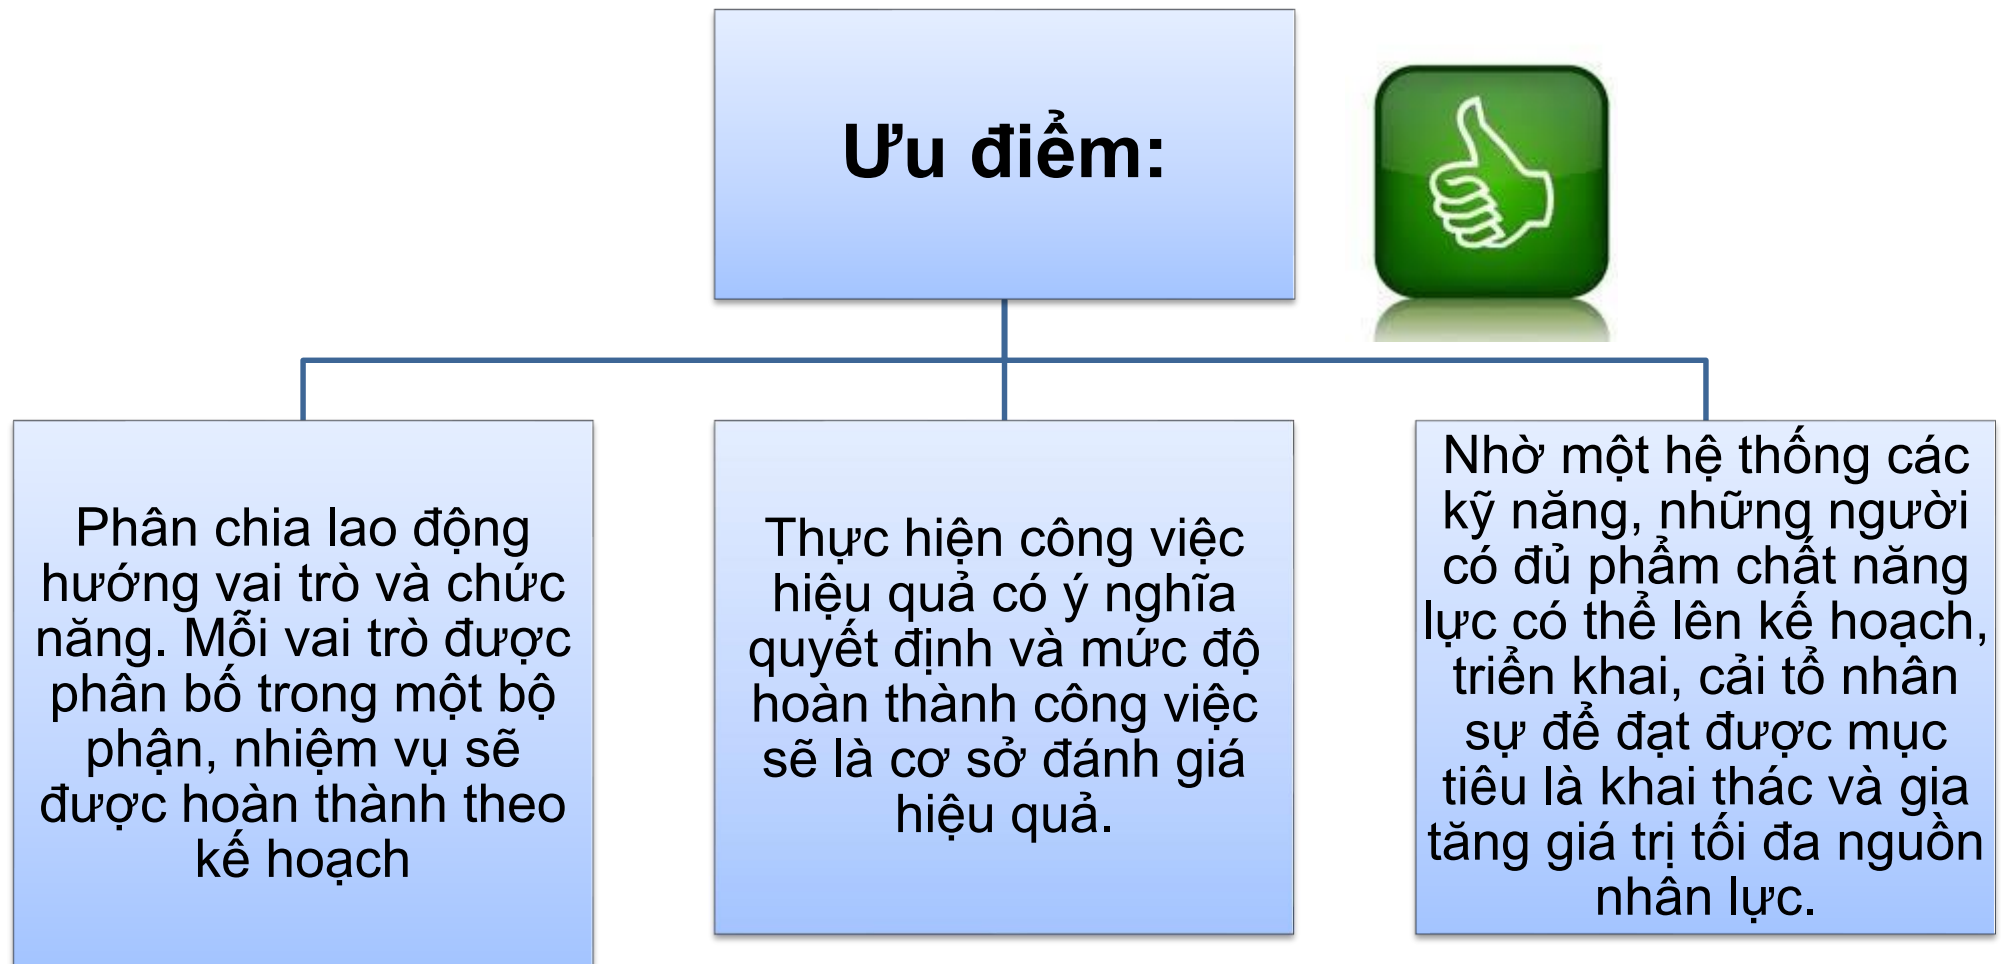 Ưu điểm:
Phân chia lao động
hướng vai trò và chức
năng. Mỗi vai trò được
phân bố trong một bộ
phận, nhiệm vụ sẽ
được hoàn thành theo
kế hoạch
Thực hiện công việc
hiệu quả có ý nghĩa
quyết định và mức độ
hoàn thành công việc
sẽ là cơ sở đánh giá
hiệu quả.
Nhờ một hệ thống các
kỹ năng, những người
có đủ phẩm chất năng
lực có thể lên kế hoạch,
triển khai, cải tổ nhân
sự để đạt được mục
tiêu là khai thác và gia
tăng giá trị tối đa nguồn
nhân lực.